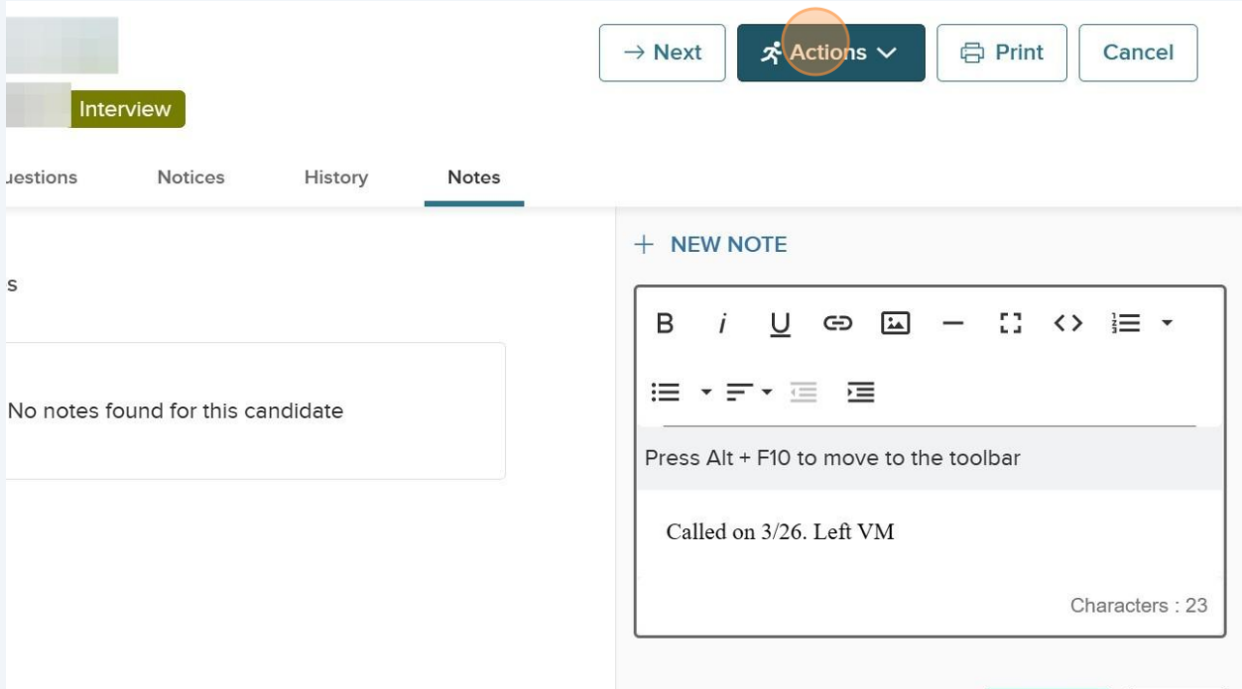 Next Actions Print Cancel
Interview
uestions Notices History Notes
+ NEW NOTE
s
B i U
No notes found for this candidate
Press Alt + F10 to move to the toolbar
Called on 3/26. Left VM
Characters : 23